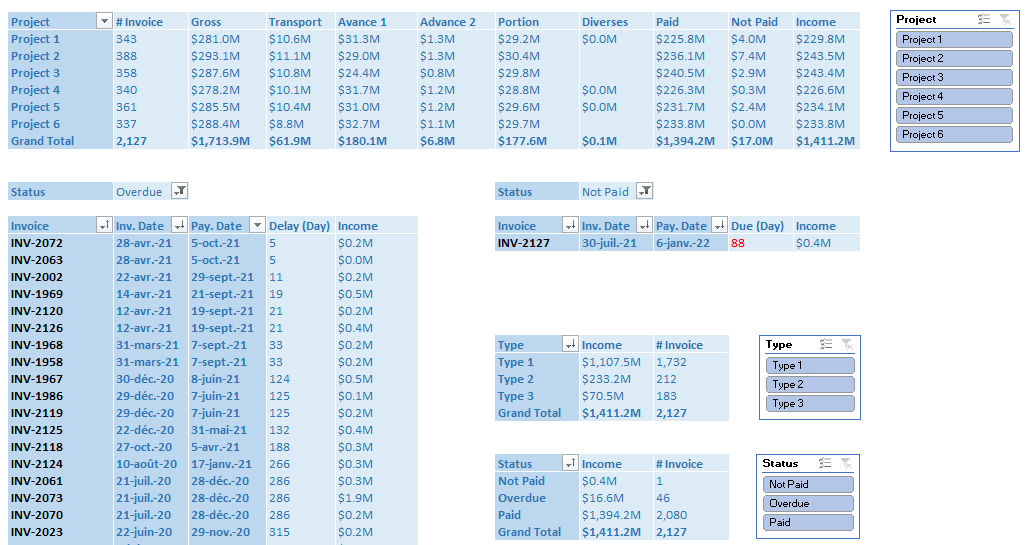 Project # Invoice Gross Transport Avance 1 Advance 2 Portion Diverses Paid Not Paid Income
Project 1 343 $281.0M $10.6M $31.3M $1.3M $29.2M $0.0M $225.8M $4.0M $229.8M
Project 2 388 $293.1M $11.1M $29.0M $1.3M $30.4M $236.1M $7.4M $243.5M
Project 3 358 $287.6M $10.8M $24.4M $0.8M $29.8M $240.5M $2.9M $243.4M
Project 4 340 $278.2M $10.1M $31.7M $1.2M $28.8M $0.0M $226.3M $0.3M $226.6M
Project 5 361 $285.5M $10.4M $31.0M $1.2M $29.6M $0.0M $231.7M $2.4M $234.1M
Project 6 337 $288.4M $8.8M $32.7M $1.1M $29.7M $233.8M $0.0M $233.8M
Grand Total 2,127 $1,713.9M $61.9M $180.1M $6.8M $177.6M $0.1M $1,394.2M $17.0M $1,411.2M
Project
Project 1
Project 2
Project 3
Project 4
Project 5
Project 6
Status Overdue
Invoice Inv. Date Pay. Date Delay (Day) Income
INV-2072 28-avr.-21 5-oct.-21 5 $0.2M
INV-2063 28-avr.-21 5-oct.-21 5 $0.0M
INV-2002 22-avr.-21 29-sept.-21 11 $0.2M
INV-1969 14-avr.-21 21-sept.-21 19 $0.5M
INV-2120 12-avr.-21 19-sept.-21 21 $0.2M
INV-2126 12-avr.-21 19-sept.-21 21 $0.4M
INV-1968 31-mars-21 7-sept.-21 33 $0.2M
INV-1958 31-mars-21 7-sept.-21 33 $0.2M
INV-1967 30-déc.-20 8-juin-21 124 $0.5M
INV-1986 29-déc.-20 7-juin-21 125 $0.1M
INV-2119 29-déc.-20 7-juin-21 125 $0.2M
INV-2125 22-déc.-20 31-mai-21 132 $0.4M
INV-2118 27-oct.-20 5-avr.-21 188 $0.3M
INV-2124 10-août-20 17-janv.-21 266 $0.3M
INV-2061 21-juil.-20 28-déc.-20 286 $0.3M
INV-2073 21-juil.-20 28-déc.-20 286 $1.9M
INV-2070 21-juil.-20 28-déc.-20 286 $0.2M
INV-2023 22-juin-20 29-nov.-20 315 $0.2M
Status Not Paid
Invoice Inv. Date Pay. Date Due (Day) Income
INV-2127 30-juil.-21 6-janv.-22 88 $0.4M
Type Income # Invoice
Type 1 $1,107.5M 1,732
Type 2 $233.2M 212
Type 3 $70.5M 183
Grand Total $1,411.2M 2,127
Type
Type 1
Type 2
Type 3
Status Income # Invoice
Not Paid $0.4M 1
Overdue $16.6M 46
Paid $1,394.2M 2,080
Grand Total $1,411.2M 2,127
Status
Not Paid
Overdue
Paid